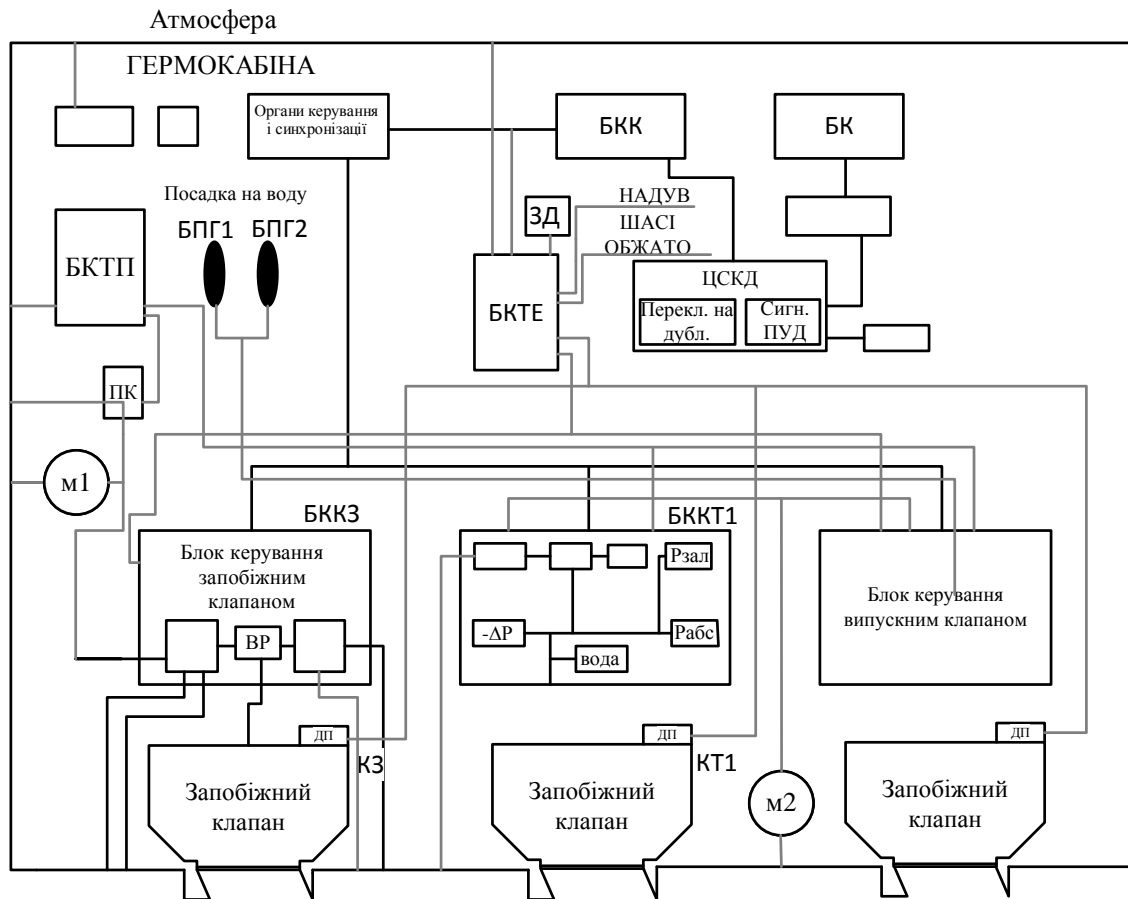 Атмосфера
ГЕРМОКАБІНА
Органи керування
і синхронізації
БКК
БК
Посадка на воду
БПГ1
БПГ2
БКТП
ЗД
НАДУВ
ШАСІ
ОБЖАТО
БКТЕ
ЦСКД
Перекл. на
дубл.
Сигн.
ПУД
ПК
м1
БККЗ
Блок керування
запобіжним
клапаном
ВР
БККТ1
Рзал
-ΔР
Рабс
вода
Блок керування
випускним клапаном
ДП
КЗ
Запобіжний
клапан
ДП
КТ1
Запобіжний
клапан
м2
ДП
Запобіжний
клапан